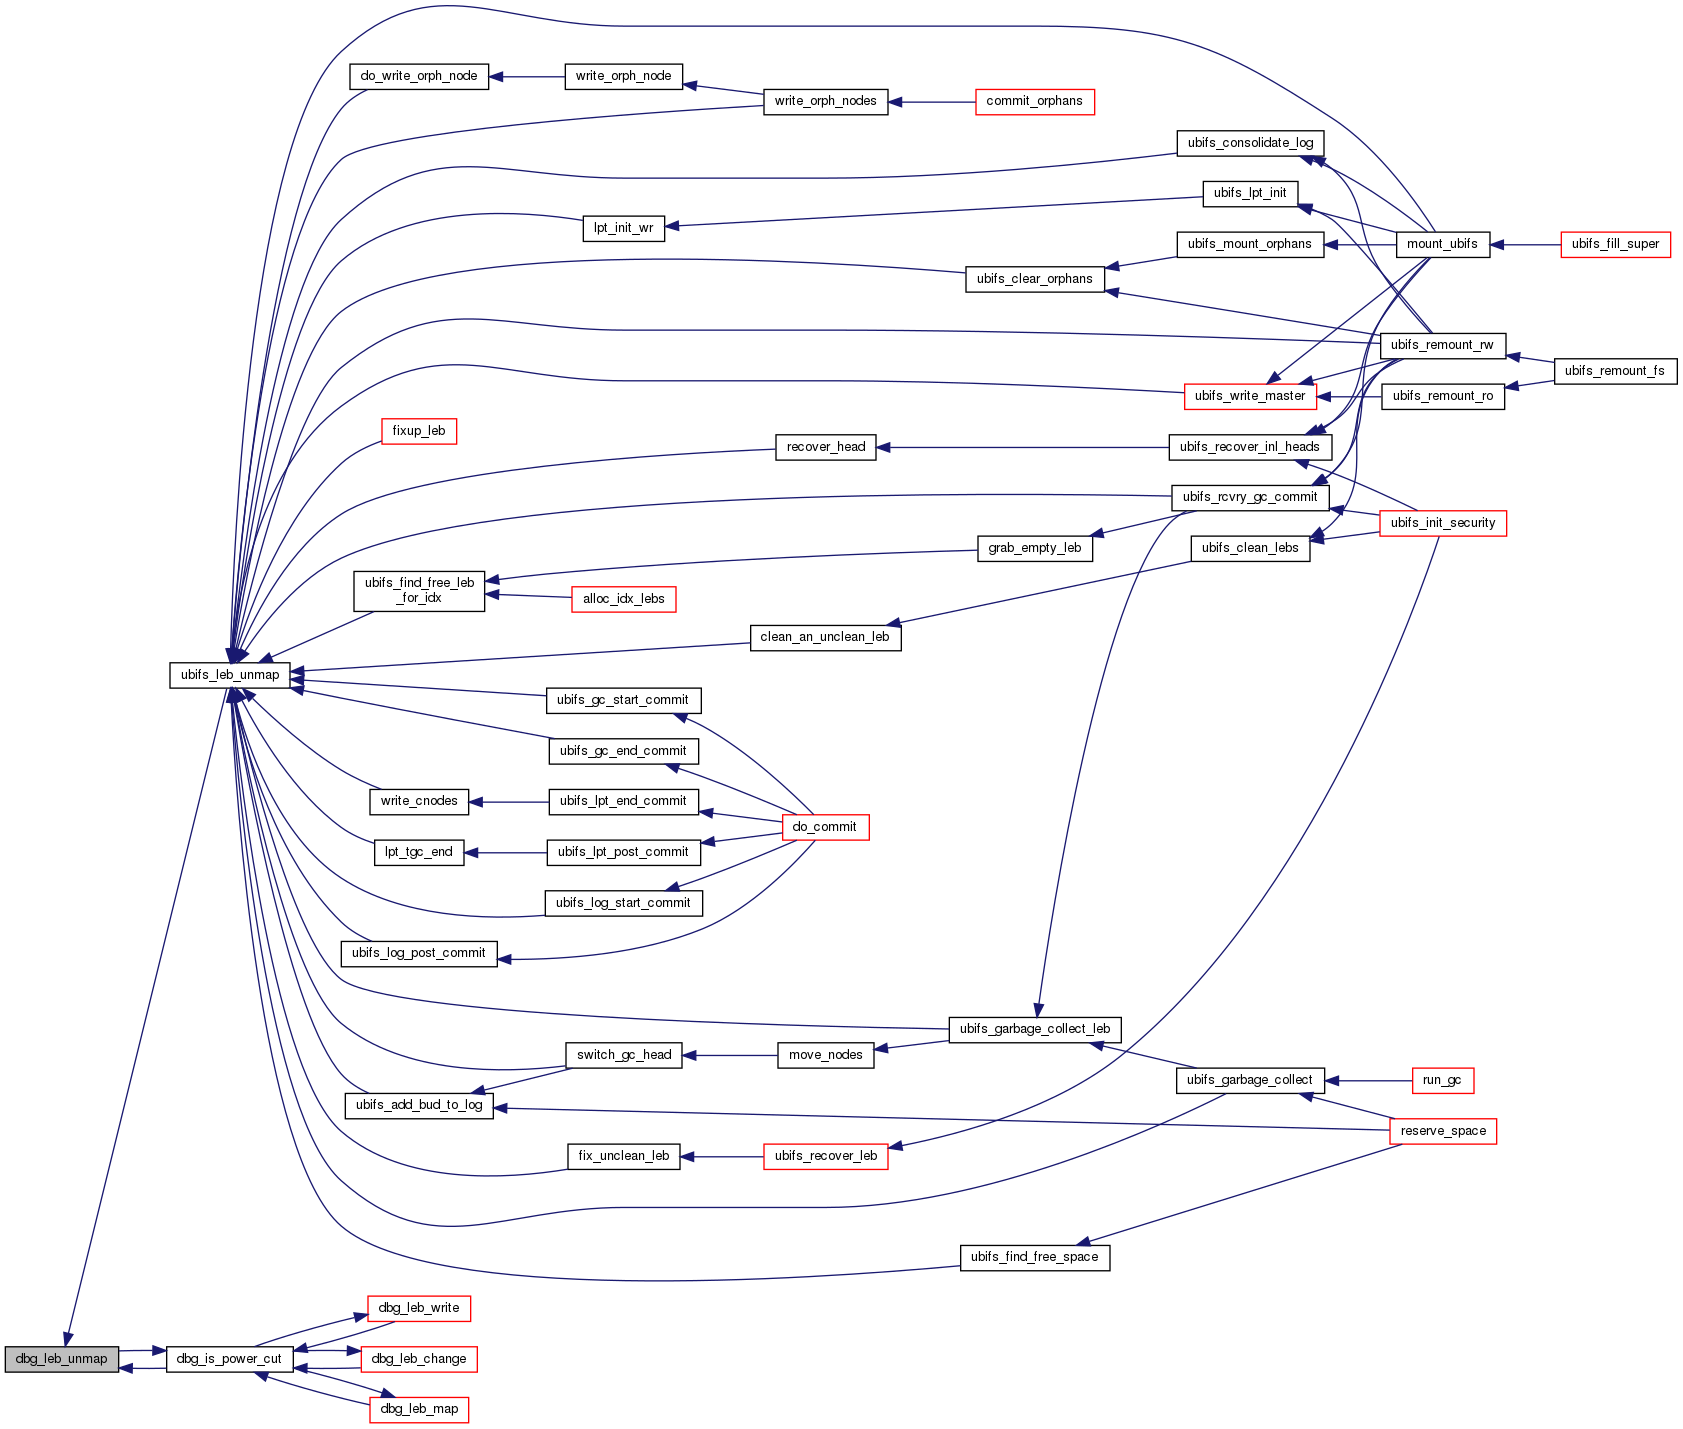 do_write_orph_node
write_orph_node
write_orph_nodes
commit_orphans
ubifs_consolidate_log
ubifs_lpt_init
lpt_init_wr
ubifs_mount_orphans
mount_ubifs
ubifs_fill_super
ubifs_clear_orphans
ubifs_remount_rw
ubifs_remount_fs
ubifs_write_master
ubifs_remount_ro
fixup_leb
recover_head
ubifs_recover_inl_heads
ubifs_rcvry_gc_commit
ubifs_init_security
grab_empty_leb
ubifs_clean_lebs
ubifs_find_free_leb
_for_idx
alloc_idx_lebs
clean_an_unclean_leb
ubifs_leb_unmap
ubifs_gc_start_commit
ubifs_gc_end_commit
write_cnodes
ubifs_lpt_end_commit
do_commit
lpt_tgc_end
ubifs_lpt_post_commit
ubifs_log_start_commit
ubifs_log_post_commit
ubifs_garbage_collect_leb
switch_gc_head
move_nodes
ubifs_garbage_collect
run_gc
ubifs_add_bud_to_log
reserve_space
fix_unclean_leb
ubifs_recover_leb
ubifs_find_free_space
dbg_leb_write
dbg_leb_unmap
dbg_is_power_cut
dbg_leb_change
dbg_leb_map